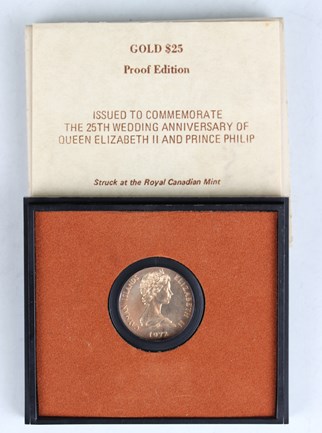 GOLD $25
Proof Edition
ISSUED TO COMMEMORATE
THE 25TH WEDDING ANNIVERSARY OF
QUEEN ELIZABETH II AND PRINCE PHILIP
Struck at the Royal Canadian Mint
ISLANDS ELIZABETH II
1972